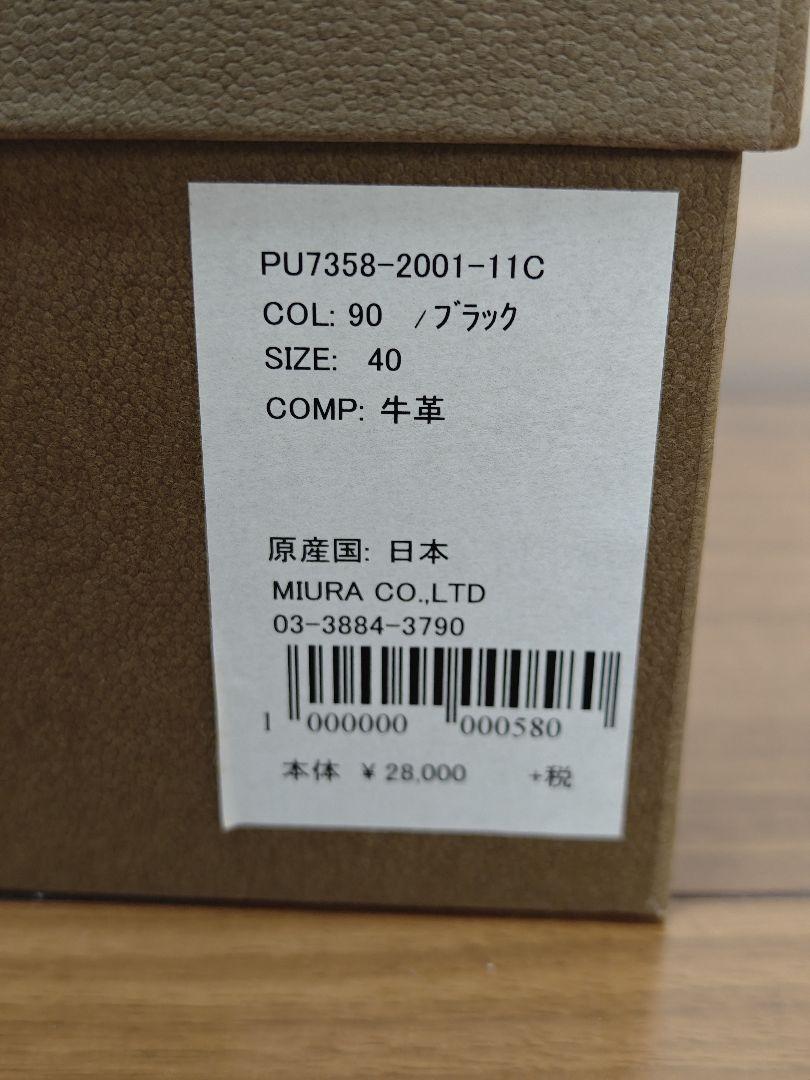 PU7358-2001-11C
COL: 90 /ブラック
SIZE: 40
COMP: 牛革
原産国: 日本
MIURA CO.,LTD
03-3884-3790
1 000000 000580
本体 ¥ 28,000 +税